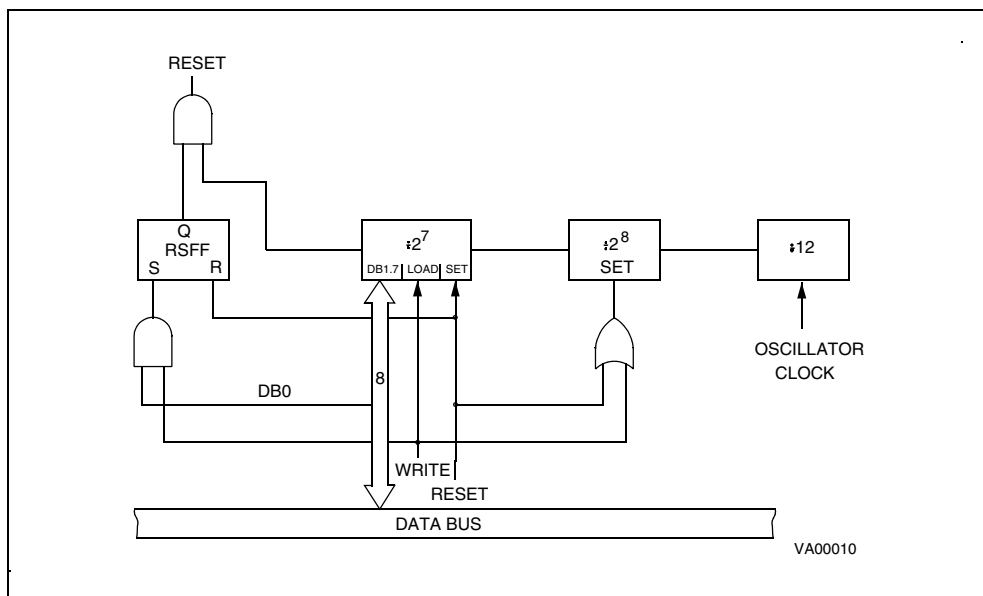 RESET
Q
RSFF
S R
÷2⁷
DB1.7 LOAD SET
÷2⁸
SET
÷12
OSCILLATOR
CLOCK
8
DB0
WRITE
RESET
DATA BUS
VA00010